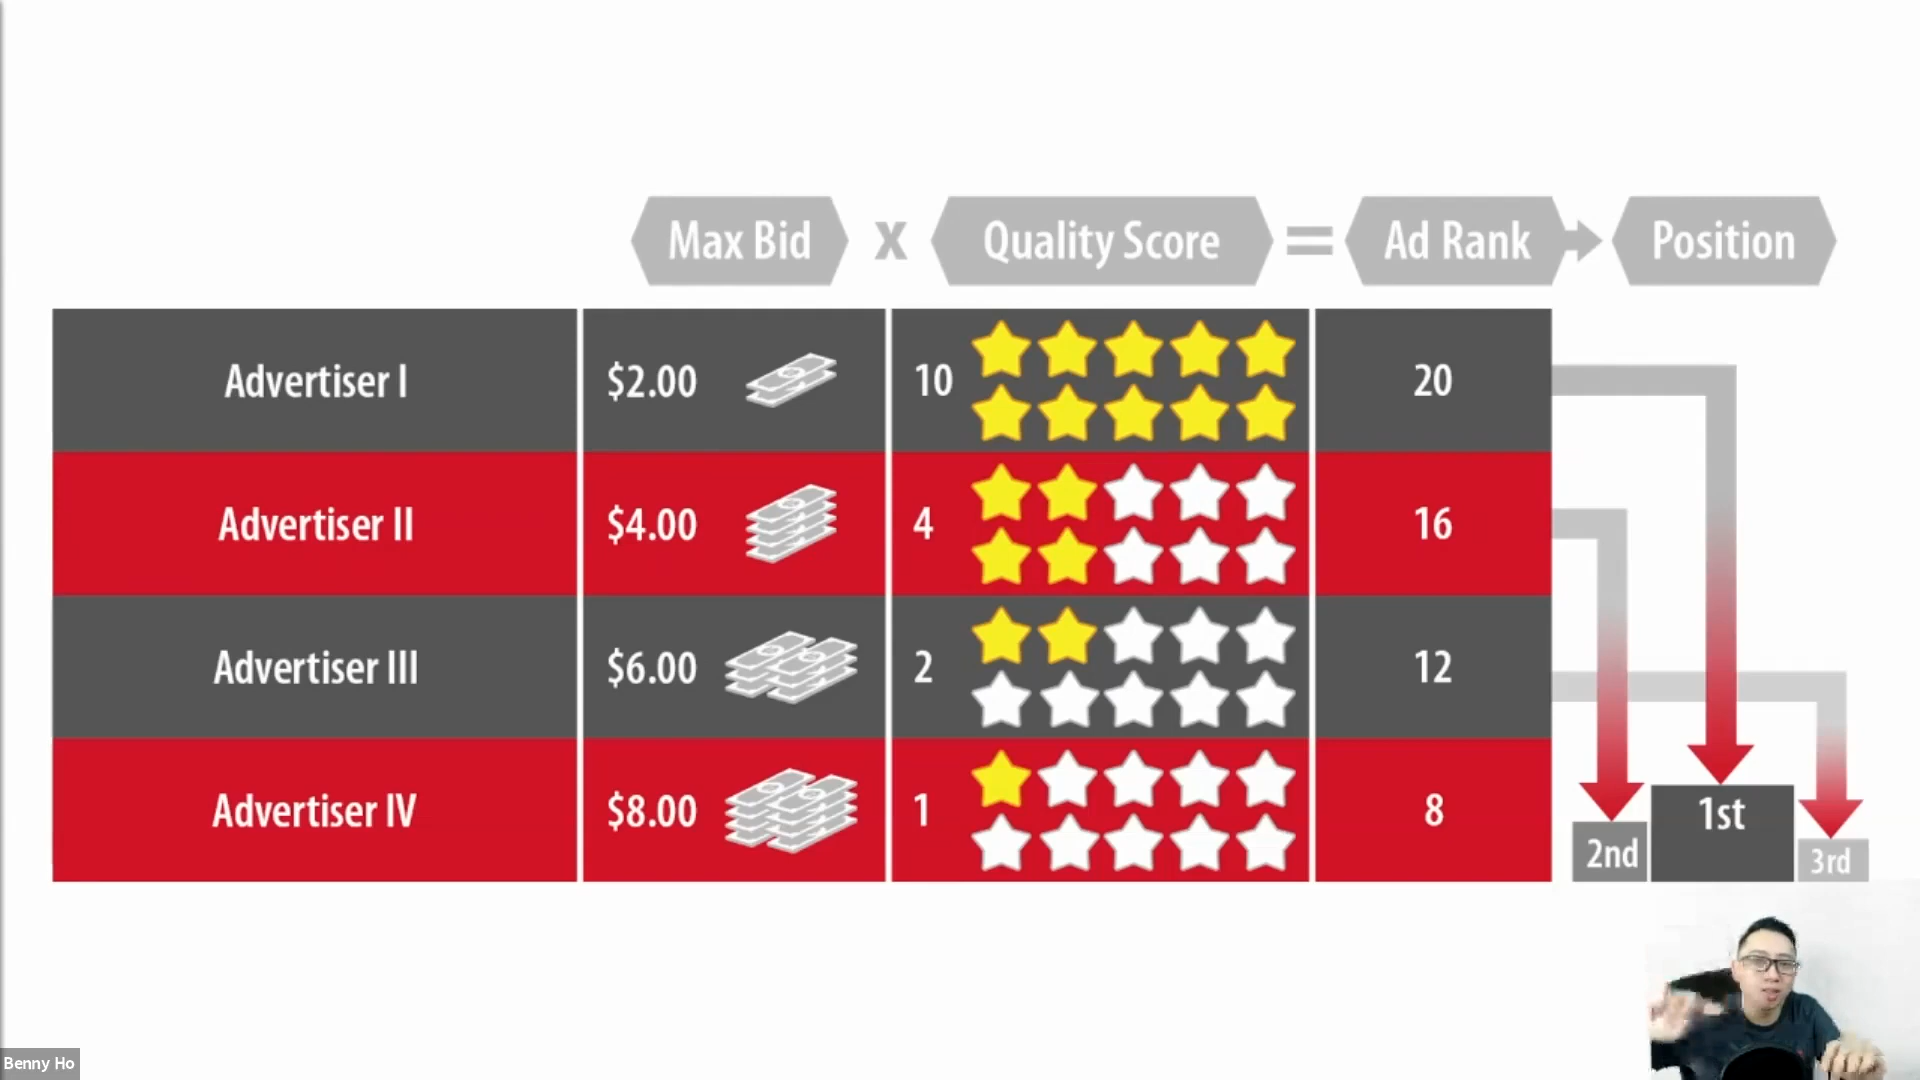 Max Bid X Quality Score = Ad Rank Position
Advertiser I $2.00 10 20
Advertiser II $4.00 4 16
Advertiser III $6.00 2 12
Advertiser IV $8.00 1 8
2nd 1st 3rd
Benny Ho